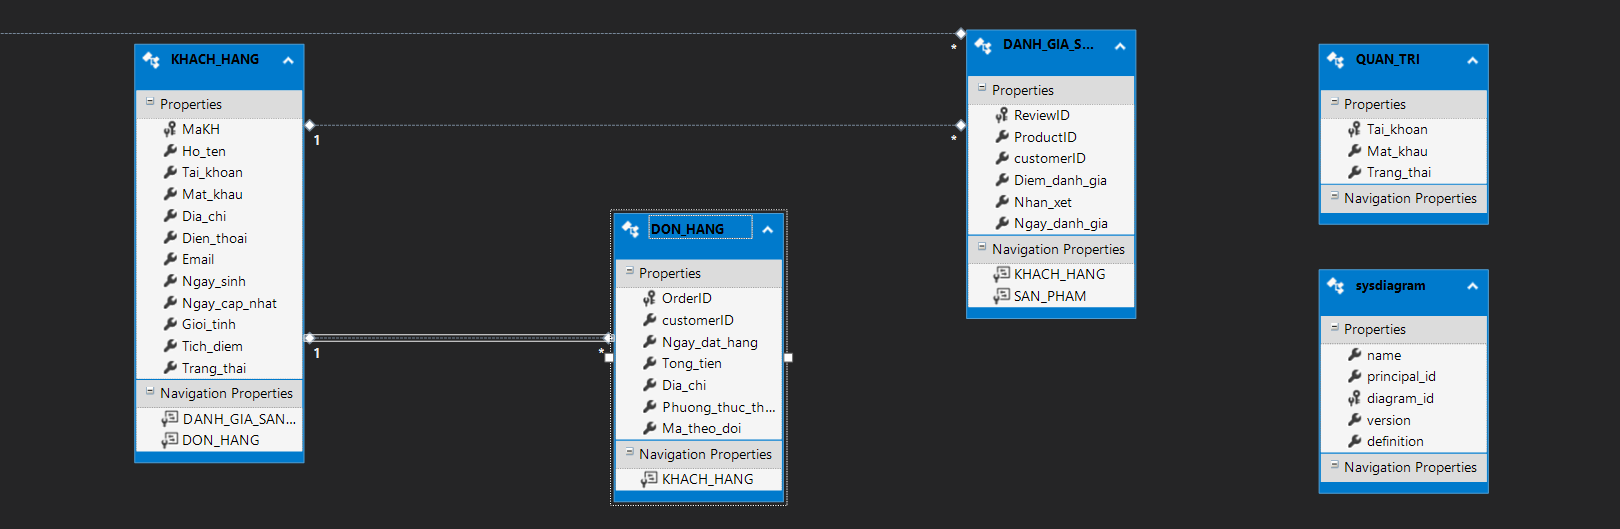 KHACH_HANG
Properties
MaKH
Ho_ten
Tai_khoan
Mat_khau
Dia_chi
Dien_thoai
Email
Ngay_sinh
Ngay_cap_nhat
Gioi_tinh
Tich_diem
Trang_thai
Navigation Properties
DANH_GIA_SAN...
DON_HANG
1
*
1
*
*
DON_HANG
Properties
OrderID
customerID
Ngay_dat_hang
Tong_tien
Dia_chi
Phuong_thuc_th...
Ma_theo_doi
Navigation Properties
KHACH_HANG
DANH_GIA_S...
Properties
ReviewID
ProductID
customerID
Diem_danh_gia
Nhan_xet
Ngay_danh_gia
Navigation Properties
KHACH_HANG
SAN_PHAM
QUAN_TRI
Properties
Tai_khoan
Mat_khau
Trang_thai
Navigation Properties
sysdiagram
Properties
name
principal_id
diagram_id
version
definition
Navigation Properties